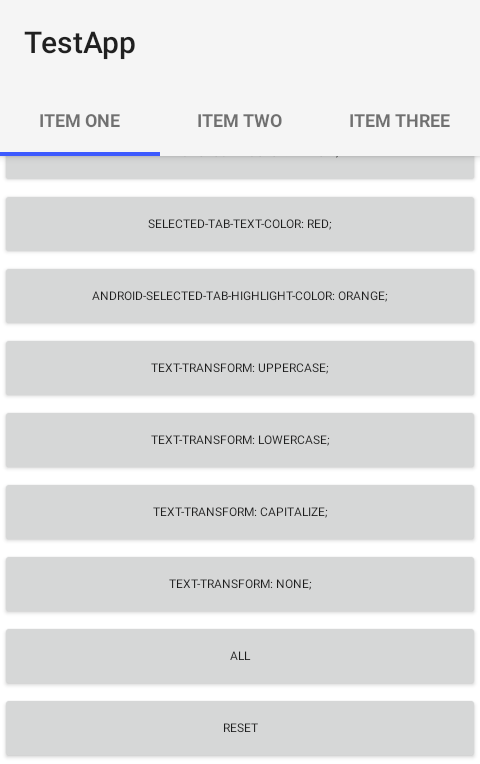 TestApp
ITEM ONE ITEM TWO ITEM THREE
SELECTED-TAB-TEXT-COLOR: RED;
ANDROID-SELECTED-TAB-HIGHLIGHT-COLOR: ORANGE;
TEXT-TRANSFORM: UPPERCASE;
TEXT-TRANSFORM: LOWERCASE;
TEXT-TRANSFORM: CAPITALIZE;
TEXT-TRANSFORM: NONE;
ALL
RESET